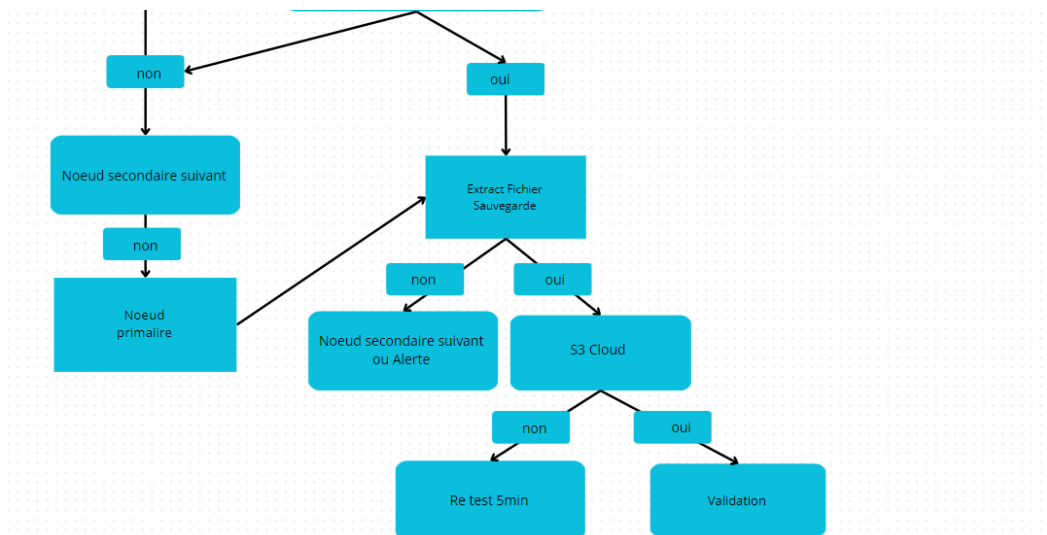 non
oui
Noeud secondaire suivant
Extract Fichier
Sauvegarde
non
non
oui
Noeud
primaiire
Noeud secondaire suivant
ou Alerte
S3 Cloud
non
oui
Re test 5min
Validation